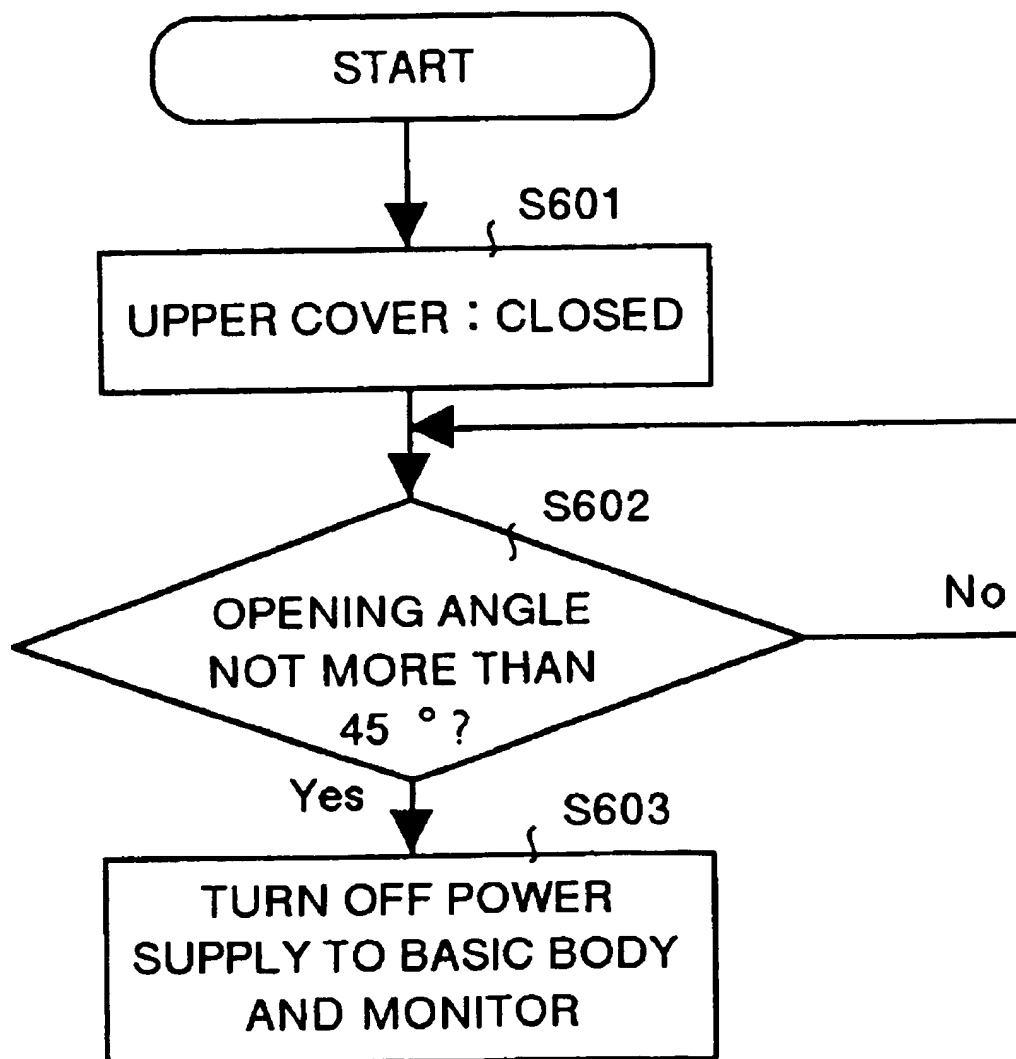 START
S601
UPPER COVER : CLOSED
S602
OPENING ANGLE
NOT MORE THAN
45 ° ?
No
Yes
S603
TURN OFF POWER
SUPPLY TO BASIC BODY
AND MONITOR